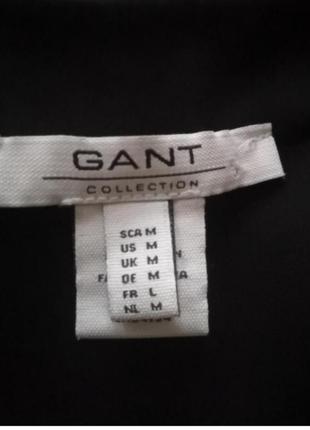 GANT
COLLECTION
SCA M
US M
UK M
DE M
FR L
NL M